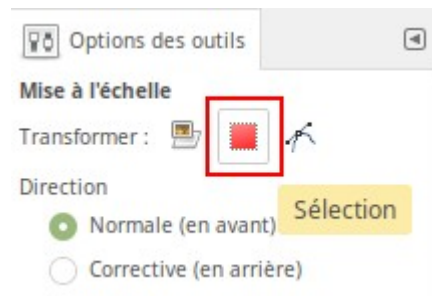 Options des outils
Mise à l'échelle
Transformer :
Sélection
Direction
Normale (en avant)
Corrective (en arrière)